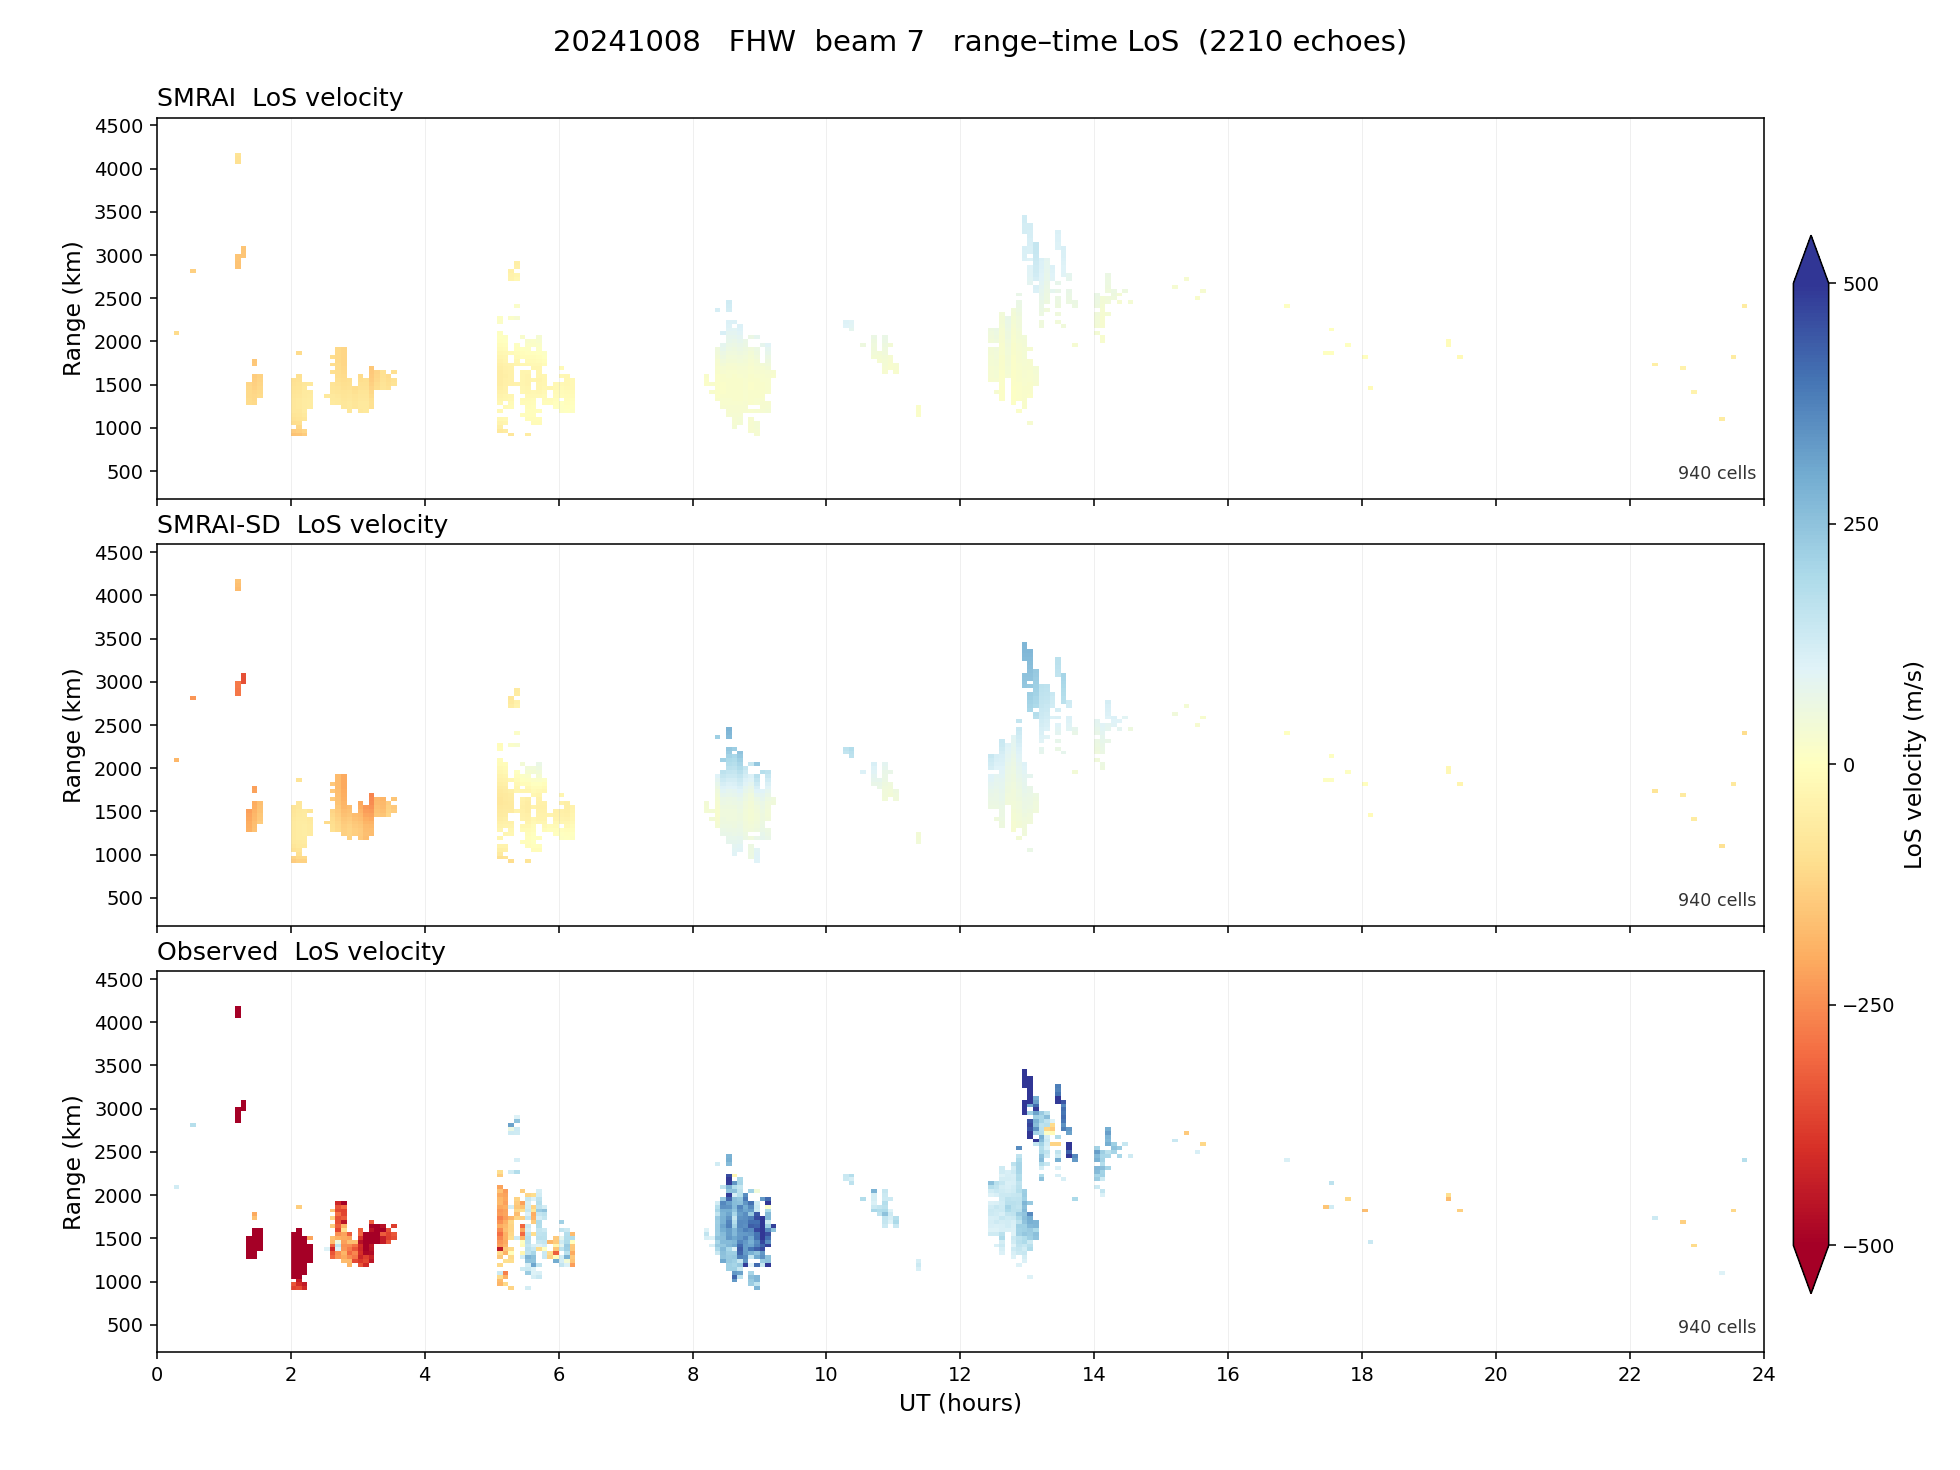 20241008   FHW  beam 7   range–time LoS  (2210 echoes)
SMRAI  LoS velocity
4500
4000
3500
3000
2500
2000
1500
1000
500
Range (km)
940 cells
SMRAI-SD  LoS velocity
4500
4000
3500
3000
2500
2000
1500
1000
500
Range (km)
940 cells
Observed  LoS velocity
4500
4000
3500
3000
2500
2000
1500
1000
500
Range (km)
940 cells
0 2 4 6 8 10 12 14 16 18 20 22 24
UT (hours)
500
250
0
−250
−500
LoS velocity (m/s)